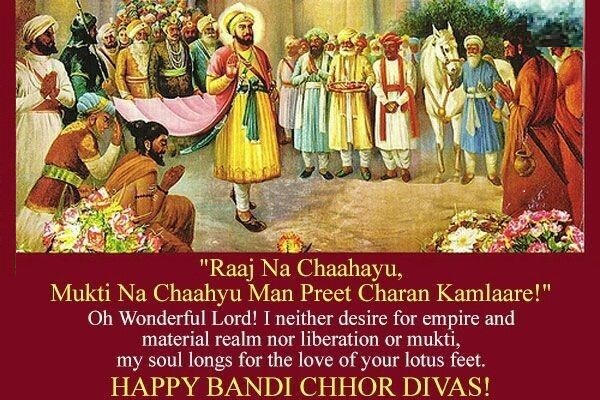 "Raaj Na Chaahayu,
Mukti Na Chaahyu Man Preet Charan Kamlaare!"
Oh Wonderful Lord! I neither desire for empire and
material realm nor liberation or mukti,
my soul longs for the love of your lotus feet.
HAPPY BANDI CHHOR DIVAS!